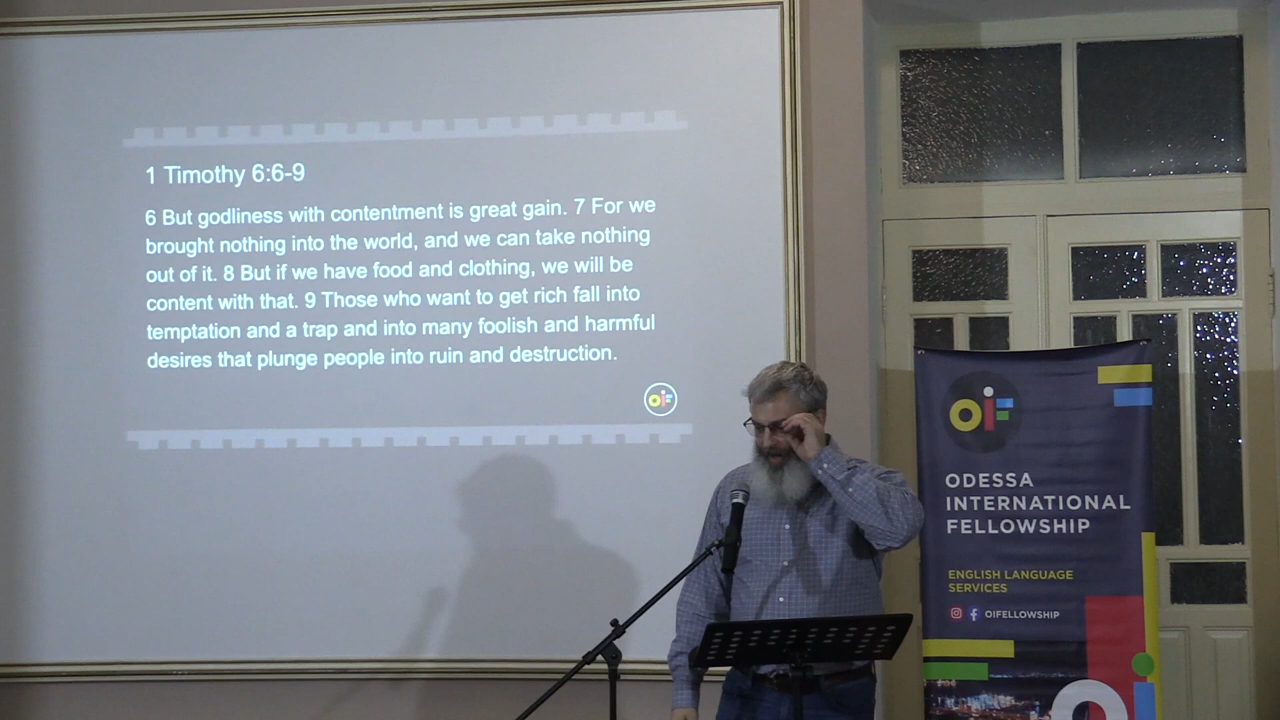 1 Timothy 6:6-9
6 But godliness with contentment is great gain. 7 For we
brought nothing into the world, and we can take nothing
out of it. 8 But if we have food and clothing, we will be
content with that. 9 Those who want to get rich fall into
temptation and a trap and into many foolish and harmful
desires that plunge people into ruin and destruction.
OIF
OIF
ODESSA
INTERNATIONAL
FELLOWSHIP
ENGLISH LANGUAGE
SERVICES
OIFELLOWSHIP
Oi